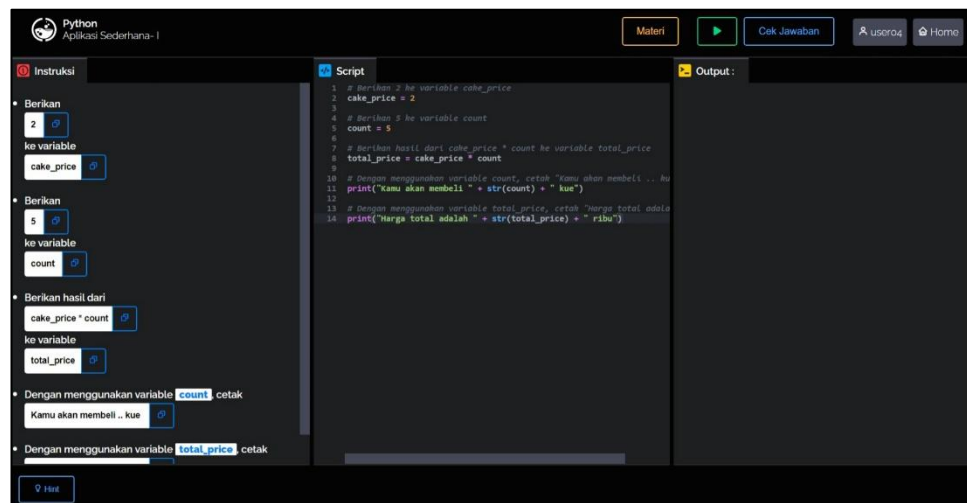 Python
Aplikasi Sederhana- I
Materi
Cek Jawaban
user04
Home
Instruksi
Berikan
2
ke variable
cake_price
Berikan
5
ke variable
count
Berikan hasil dari
cake_price * count
ke variable
total_price
Dengan menggunakan variable count, cetak
Kamu akan membeli .. kue
Dengan menggunakan variable total_price, cetak
Hint
Script
1 # Berikan 2 ke variable cake_price
2 cake_price = 2
3
4 # Berikan 5 ke variable count
5 count = 5
6
7 # Berikan hasil dari cake_price * count ke variable total_price
8 total_price = cake_price * count
9
10 # Dengan menggunakan variable count, cetak "Kamu akan membeli .. ku
11 print("Kamu akan membeli " + str(count) + " kue")
12
13 # Dengan menggunakan variable total_price, cetak "Harga total adala
14 print("Harga total adalah " + str(total_price) + " ribu")
Output :